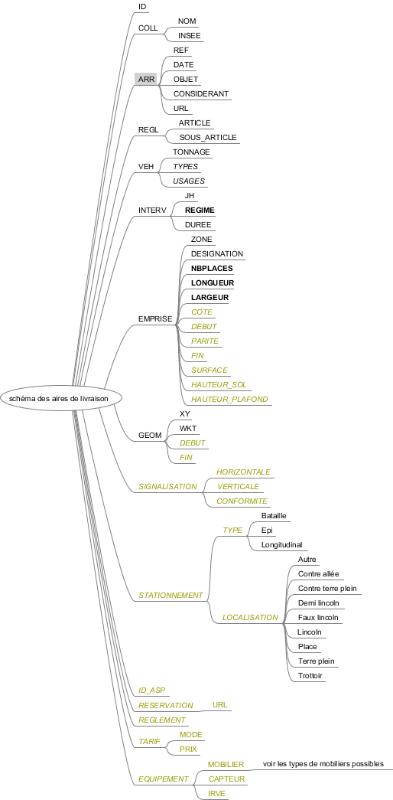 ID
COLL
NOM
INSEE
ARR
REF
DATE
OBJET
CONSIDERANT
URL
REGL
ARTICLE
SOUS_ARTICLE
VEH
TONNAGE
TYPES
USAGES
INTERV
JH
REGIME
DUREE
EMPRISE
ZONE
DESIGNATION
NBPLACES
LONGUEUR
LARGEUR
COTE
DEBUT
PARITE
FIN
SURFACE
HAUTEUR_SOL
HAUTEUR_PLAFOND
schéma des aires de livraison
GEOM
XY
WKT
DEBUT
FIN
SIGNALISATION
HORIZONTALE
VERTICALE
CONFORMITE
STATIONNEMENT
TYPE
Bataille
Epi
Longitudinal
LOCALISATION
Autre
Contre allée
Contre terre plein
Demi lincoln
Faux lincoln
Lincoln
Place
Terre plein
Trottoir
ID_ASP
RESERVATION
URL
REGLEMENT
TARIF
MODE
PRIX
EQUIPEMENT
MOBILIER
voir les types de mobiliers possibles
CAPTEUR
IRVE